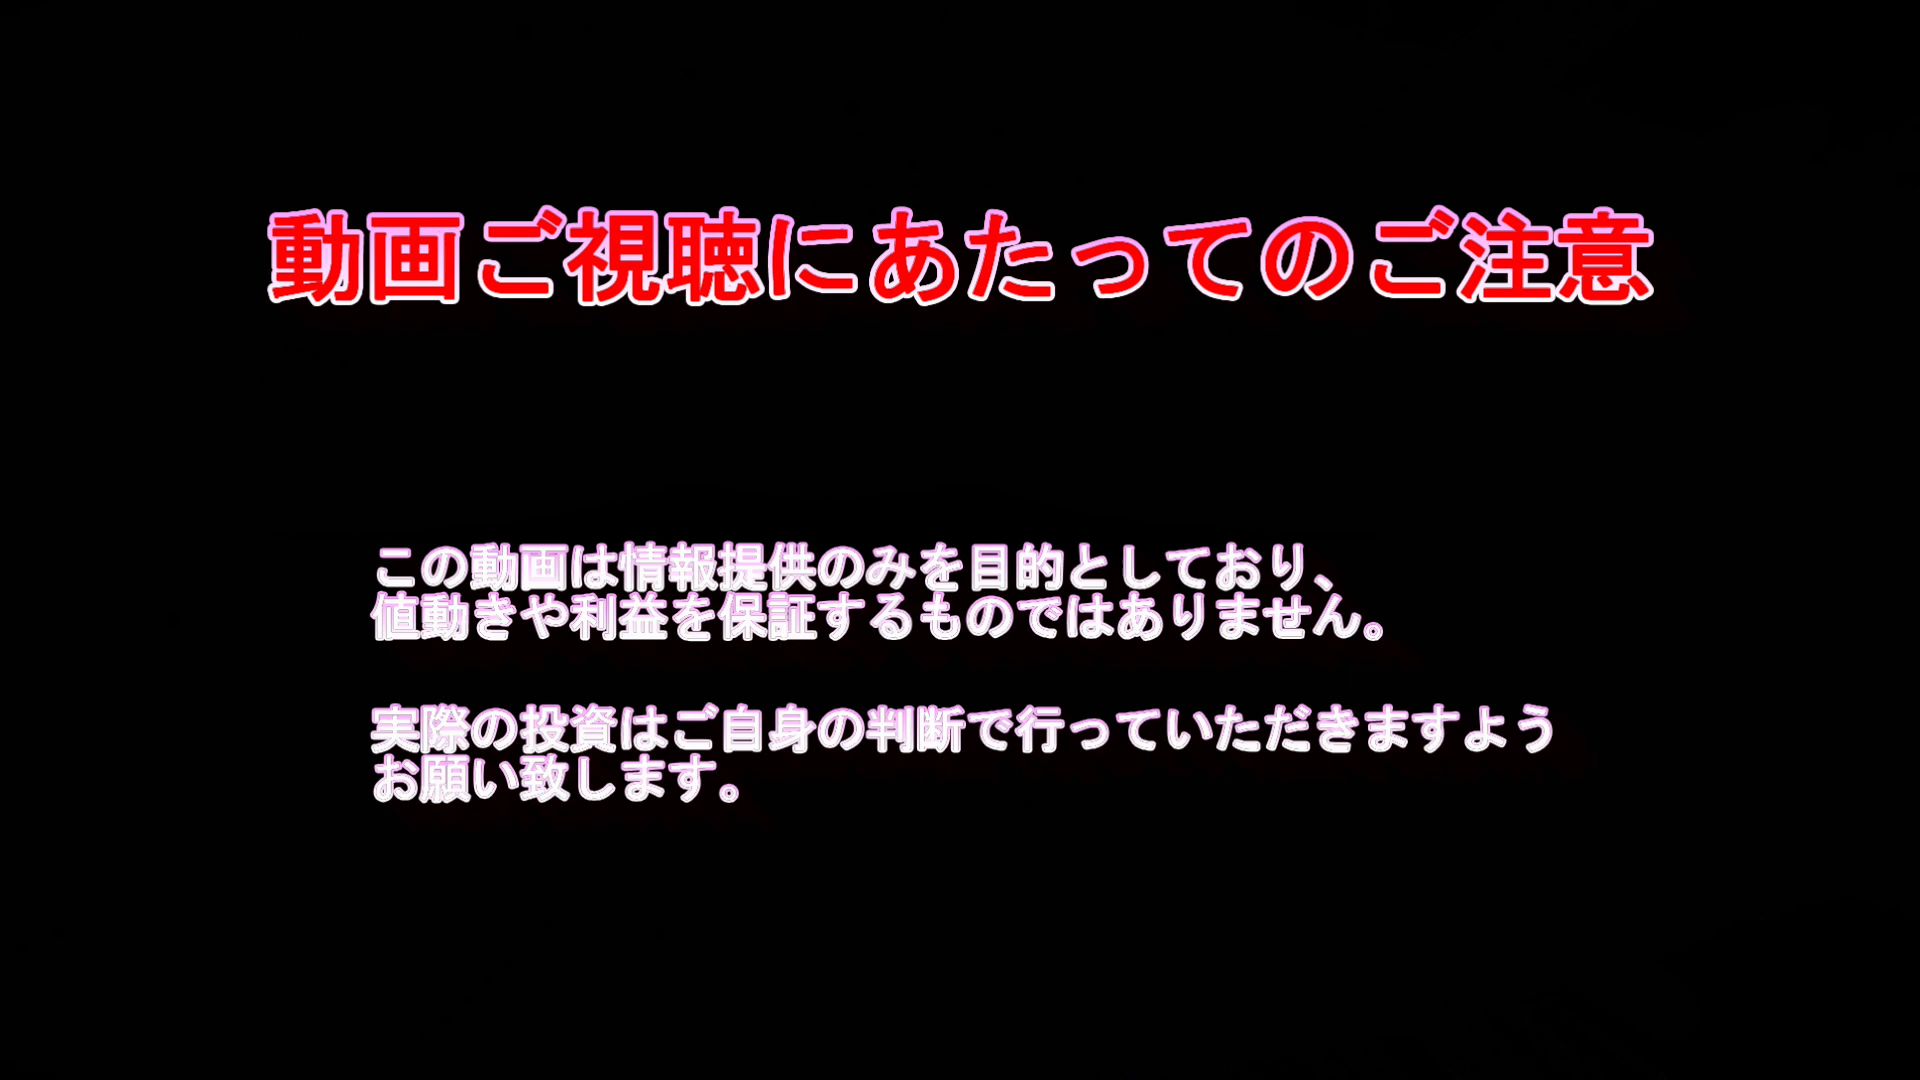 動画ご視聴にあたってのご注意
この動画は情報提供のみを目的としており、
値動きや利益を保証するものではありません。
実際の投資はご自身の判断で行っていただきますよう
お願い致します。